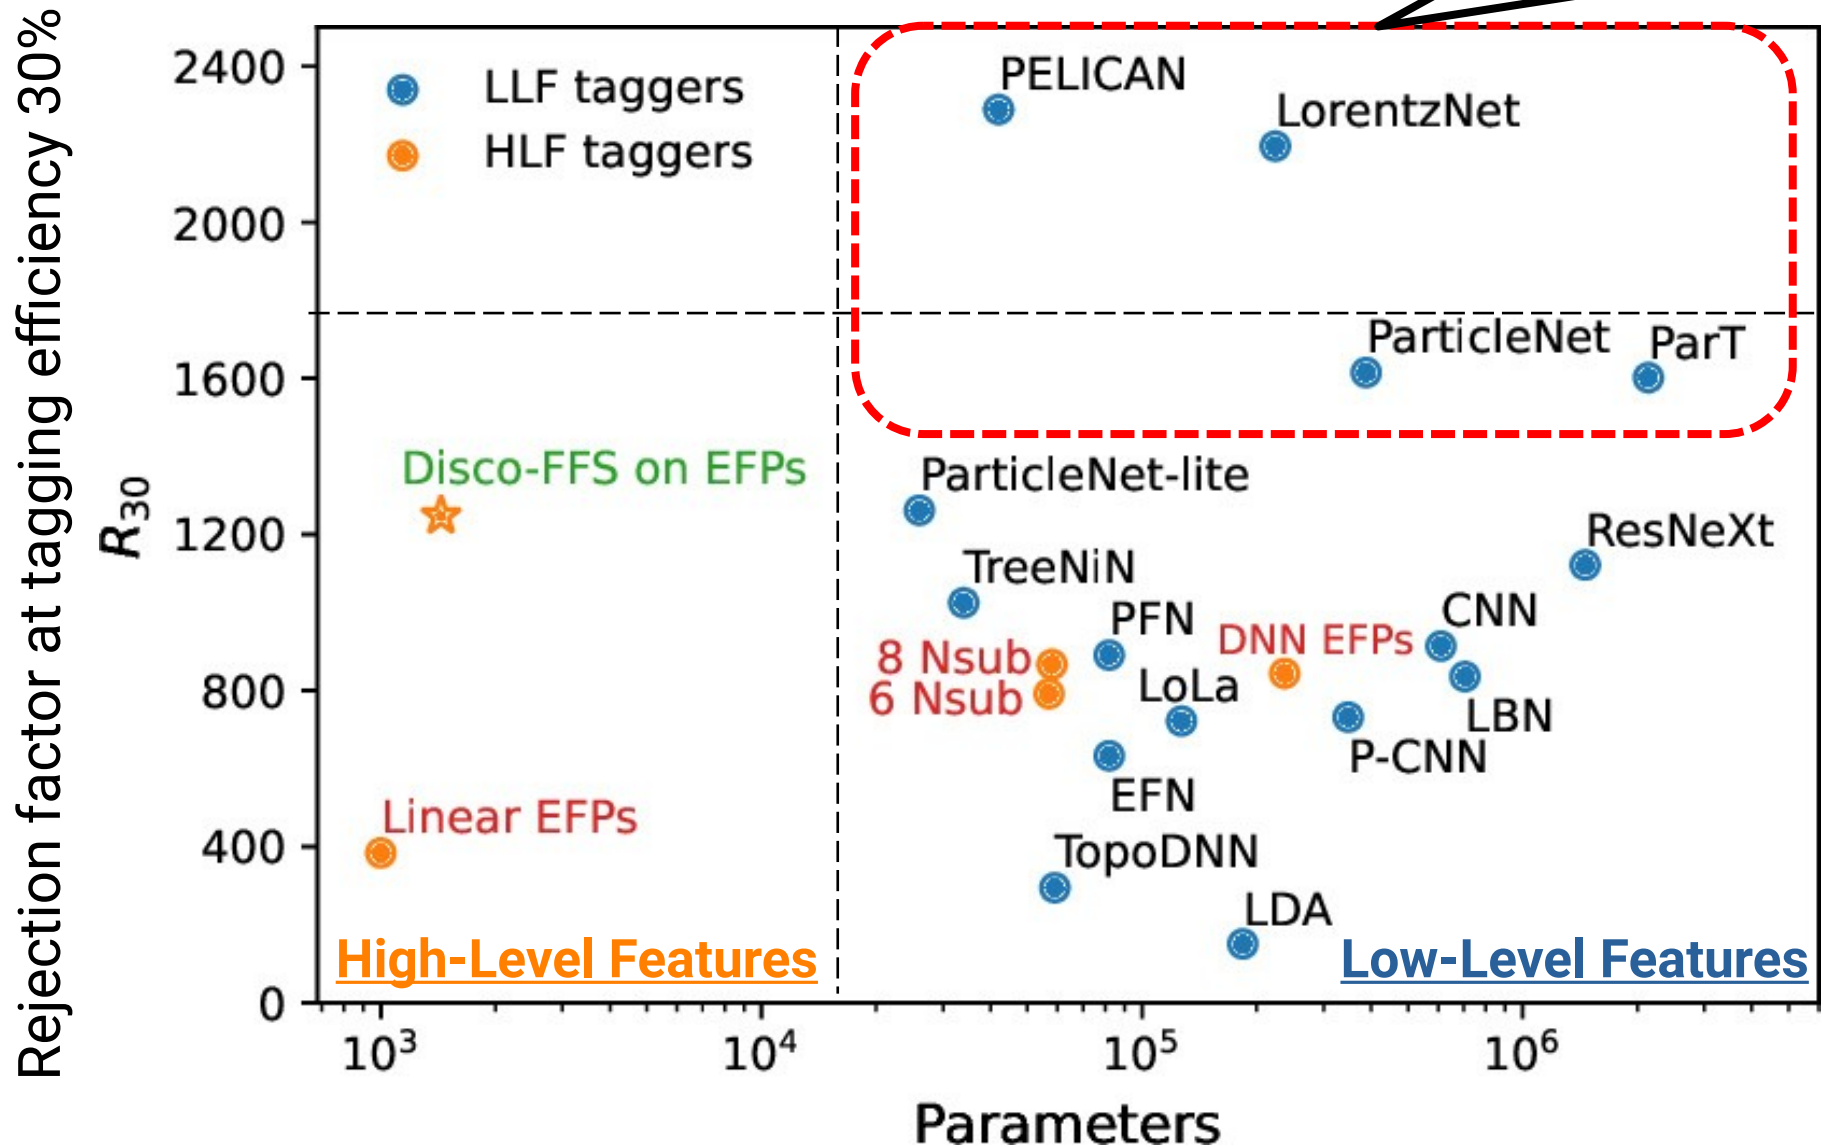 Rejection factor at tagging efficiency 30%
R₃₀
2400
2000
1600
1200
800
400
0
LLF taggers
HLF taggers
PELICAN
LorentzNet
ParticleNet
ParT
Disco-FFS on EFPs
ParticleNet-lite
ResNeXt
TreeNiN
PFN
CNN
DNN EFPs
8 Nsub
LoLa
6 Nsub
LBN
P-CNN
EFN
Linear EFPs
TopoDNN
LDA
High-Level Features
Low-Level Features
10³
10⁴
10⁵
10⁶
Parameters